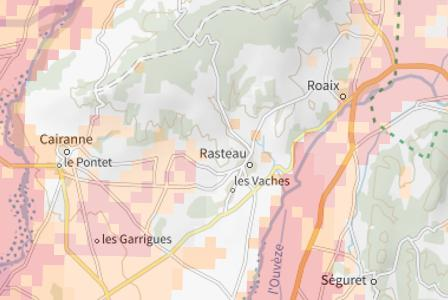 Roaix
Cairanne
Rasteau
le Pontet
les Vaches
les Garrigues
l'Ouvèze
Séguret